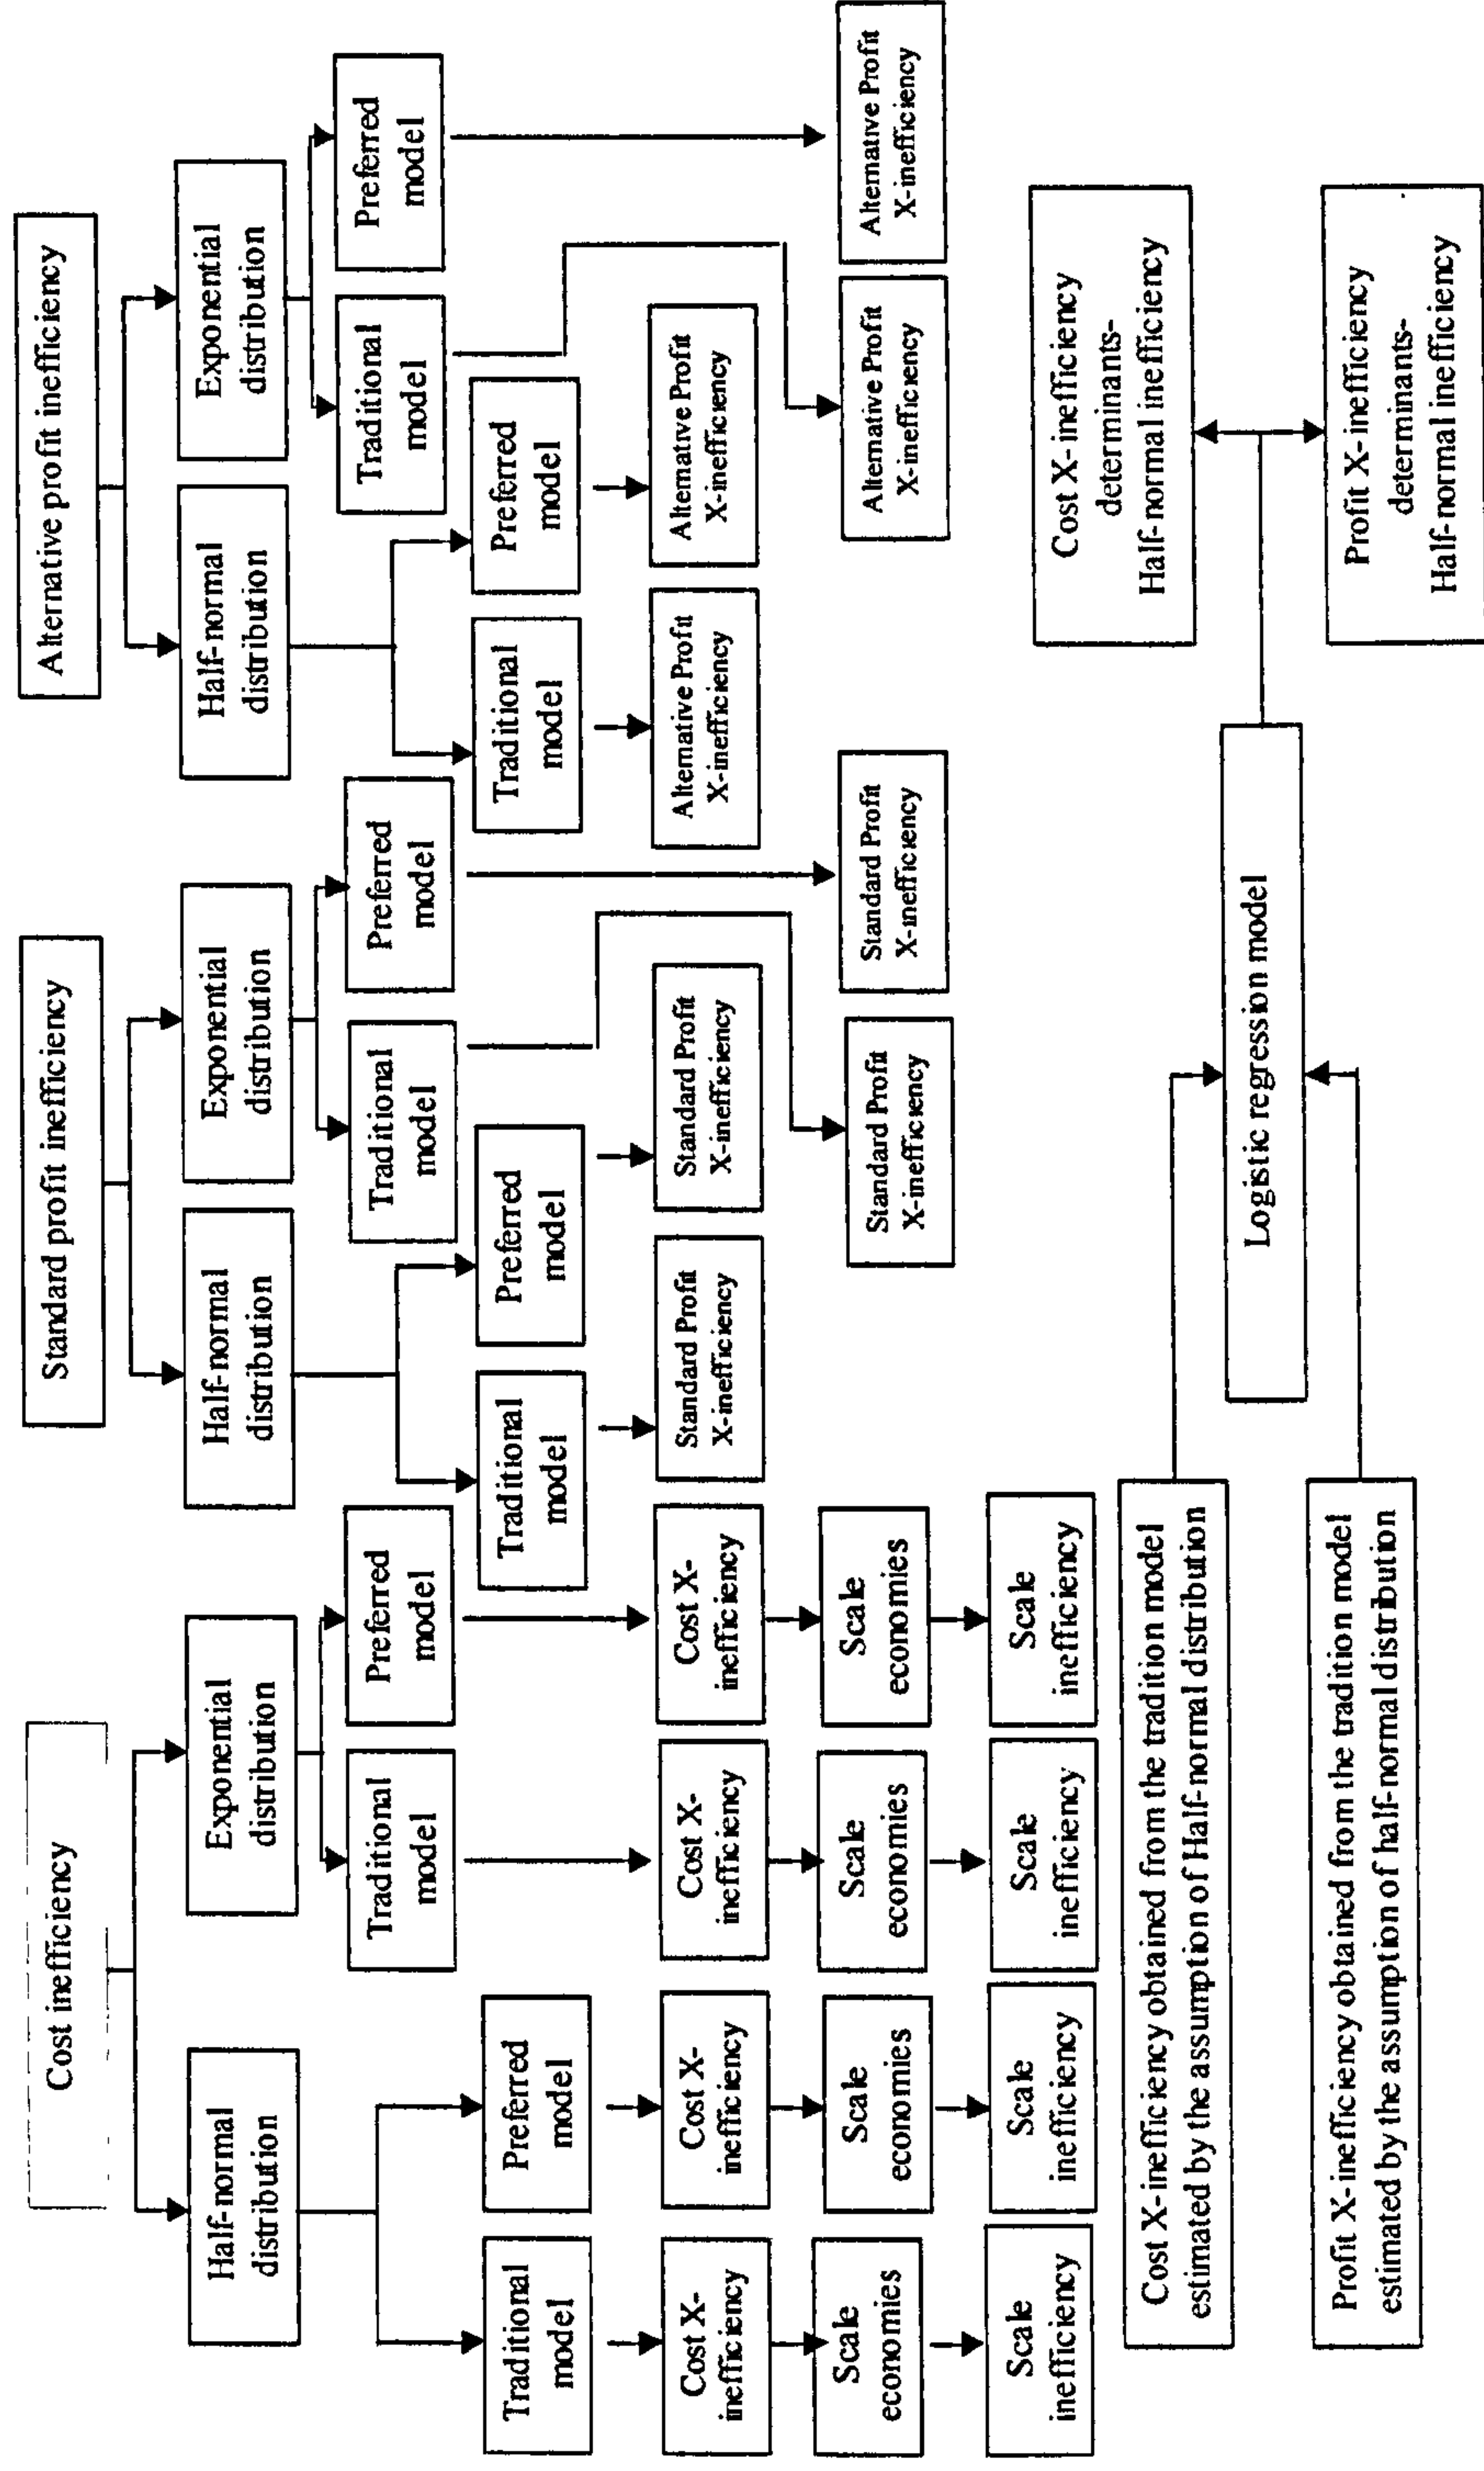 Cost inefficiency
Standard profit inefficiency
Alternative profit inefficiency
Half-normal
distribution
Exponential
distribution
Half-normal
distribution
Exponential
distribution
Half-normal
distribution
Exponential
distribution
Traditional
model
Preferred
model
Traditional
model
Preferred
model
Traditional
model
Preferred
model
Traditional
model
Preferred
model
Traditional
model
Preferred
model
Traditional
model
Preferred
model
Cost X-
inefficiency
Cost X-
inefficiency
Cost X-
inefficiency
Cost X-
inefficiency
Standard Profit
X-inefficiency
Standard Profit
X-inefficiency
Alternative Profit
X-inefficiency
Alternative Profit
X-inefficiency
Scale
economies
Scale
economies
Scale
economies
Scale
economies
Standard Profit
X-inefficiency
Standard Profit
X-inefficiency
Alternative Profit
X-inefficiency
Alternative Profit
X-inefficiency
Scale
inefficiency
Scale
inefficiency
Scale
inefficiency
Scale
inefficiency
Cost X-inefficiency obtained from the tradition model
estimated by the assumption of Half-normal distribution
Profit X-inefficiency obtained from the tradition model
estimated by the assumption of half-normal distribution
Logistic regression model
Cost X-inefficiency
determinants-
Half-normal inefficiency
Profit X-inefficiency
determinants-
Half-normal inefficiency